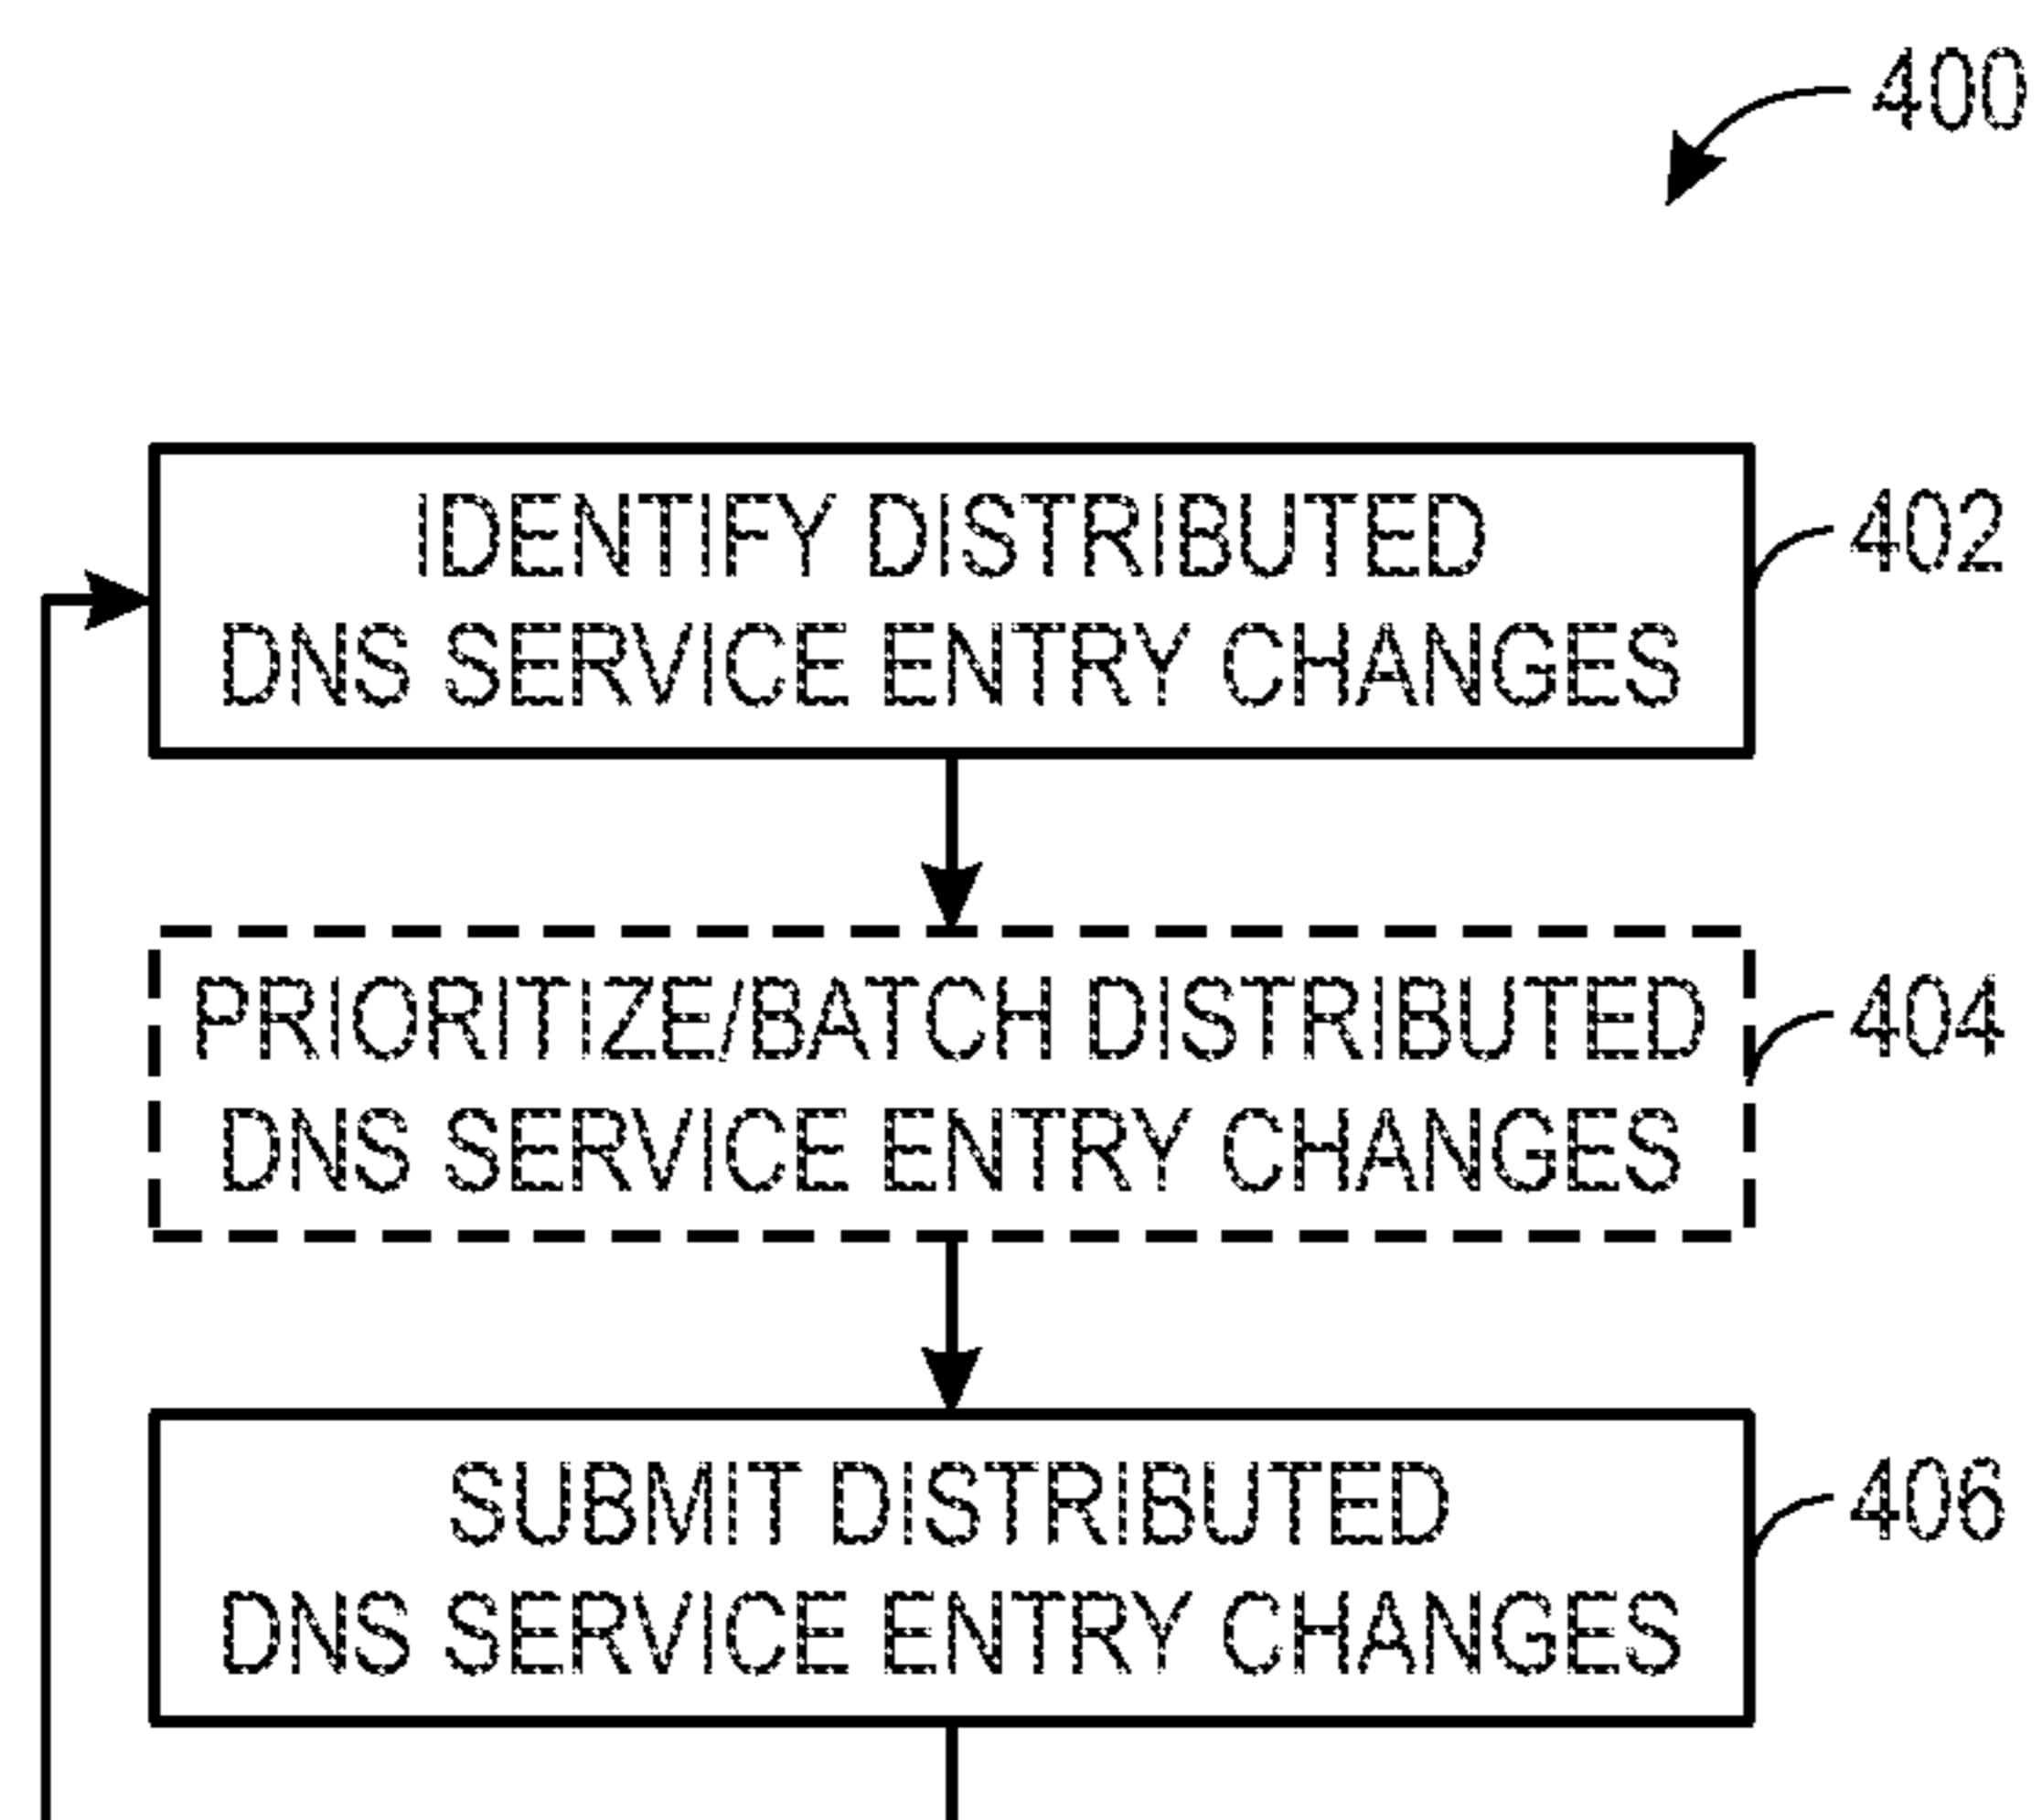 400
IDENTIFY DISTRIBUTED
DNS SERVICE ENTRY CHANGES
402
PRIORITIZE/BATCH DISTRIBUTED
DNS SERVICE ENTRY CHANGES
404
SUBMIT DISTRIBUTED
DNS SERVICE ENTRY CHANGES
406